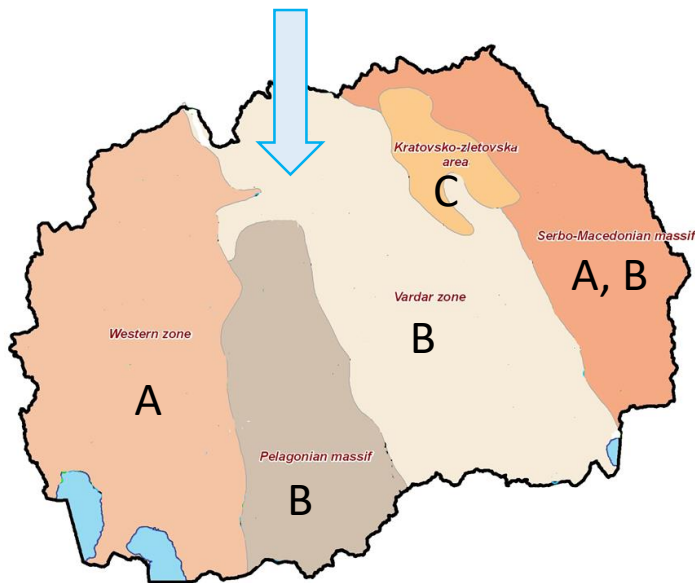 Kratovsko-zletovska
area
C
Serbo-Macedonian massif
A, B
Vardar zone
B
Western zone
A
Pelagonian massif
B